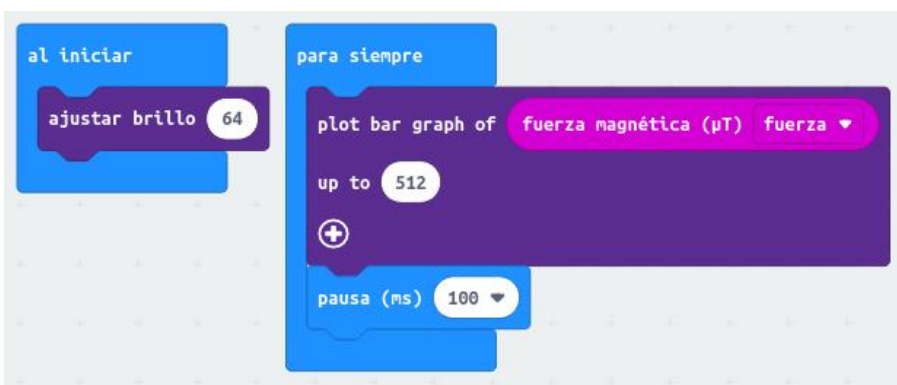 al iniciar
ajustar brillo 64
para siempre
plot bar graph of fuerza magnética (µT) fuerza
up to 512
pausa (ms) 100